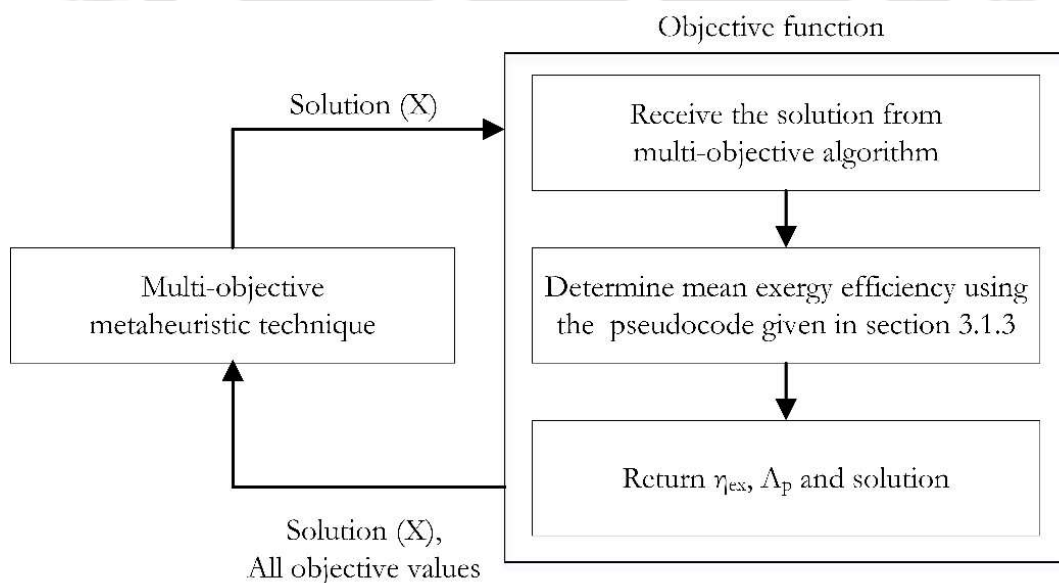 Objective function
Solution (X)
Receive the solution from
multi-objective algorithm
Multi-objective
metaheuristic technique
Determine mean exergy efficiency using
the pseudocode given in section 3.1.3
Return ηex, Λp and solution
Solution (X),
All objective values